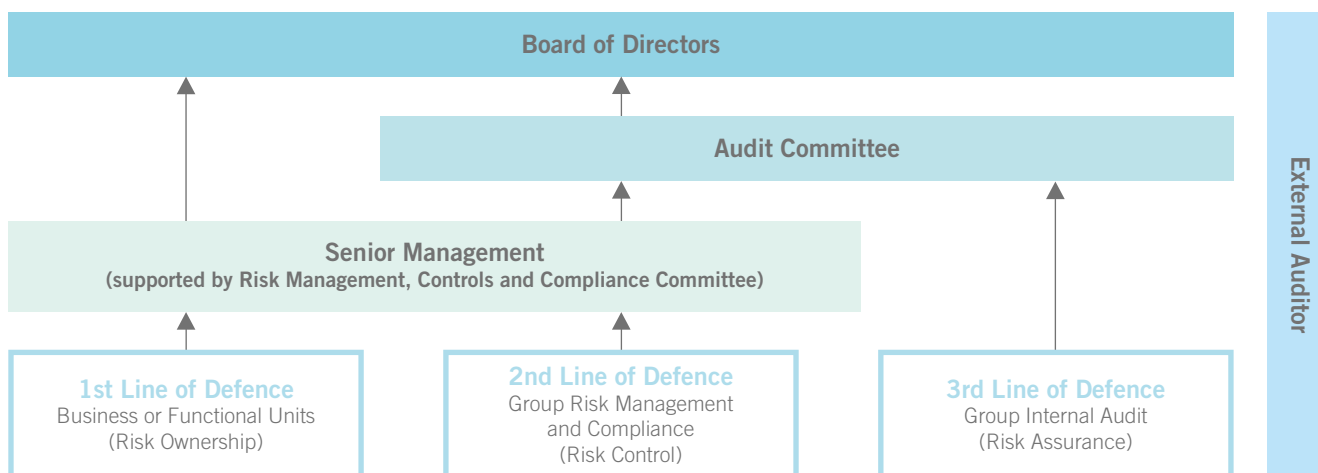 Board of Directors
Audit Committee
Senior Management
(supported by Risk Management, Controls and Compliance Committee)
1st Line of Defence
Business or Functional Units
(Risk Ownership)
2nd Line of Defence
Group Risk Management
and Compliance
(Risk Control)
3rd Line of Defence
Group Internal Audit
(Risk Assurance)
External Auditor